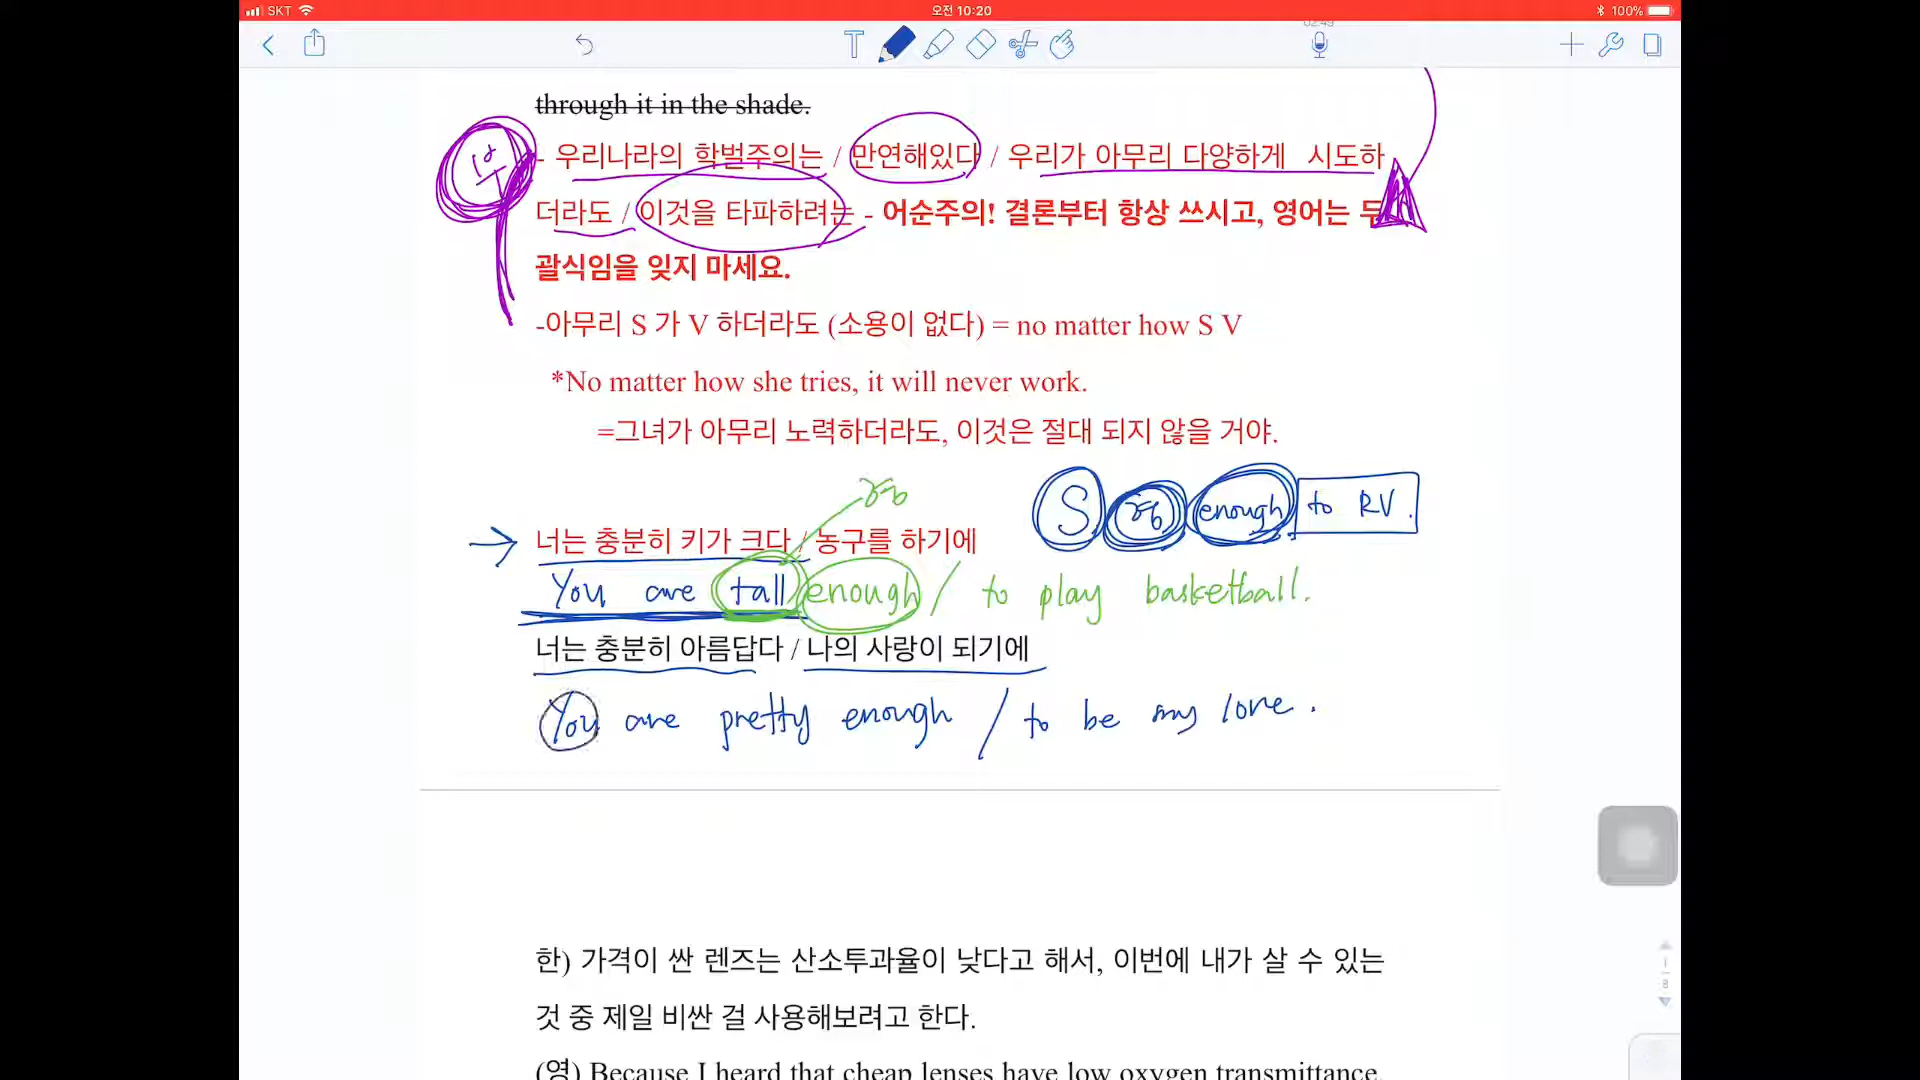 SKT 오전 10:20 100%
02:49
through it in the shade.
부
- 우리나라의 학벌주의는 / 만연해있다 / 우리가 아무리 다양하게 시도하
더라도 / 이것을 타파하려는 - 어순주의! 결론부터 항상 쓰시고, 영어는 두
괄식임을 잊지 마세요.
-아무리 S 가 V 하더라도 (소용이 없다) = no matter how S V
*No matter how she tries, it will never work.
=그녀가 아무리 노력하더라도, 이것은 절대 되지 않을 거야.
형
S 형 enough to RV.
너는 충분히 키가 크다 / 농구를 하기에
You are tall enough / to play basketball.
너는 충분히 아름답다 / 나의 사랑이 되기에
You are pretty enough / to be my love.
한) 가격이 싼 렌즈는 산소투과율이 낮다고 해서, 이번에 내가 살 수 있는
것 중 제일 비싼 걸 사용해보려고 한다.
(영) Because I heard that cheap lenses have low oxygen transmittance,